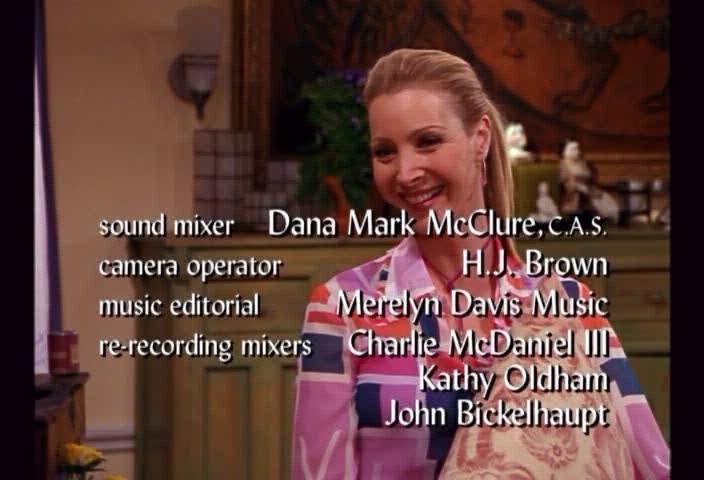 sound mixer Dana Mark McClure, C.A.S.
camera operator H.J. Brown
music editorial Merelyn Davis Music
re-recording mixers Charlie McDaniel III
Kathy Oldham
John Bickelhaupt